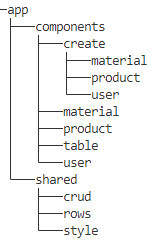 app
components
create
material
product
user
material
product
table
user
shared
crud
rows
style